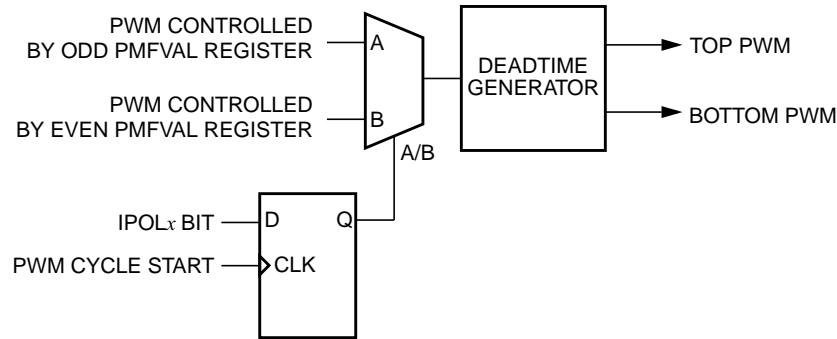 PWM CONTROLLED
BY ODD PMFVAL REGISTER
A
DEADTIME
GENERATOR
TOP PWM
PWM CONTROLLED
BY EVEN PMFVAL REGISTER
B
BOTTOM PWM
A/B
IPOLx BIT
D
Q
PWM CYCLE START
CLK